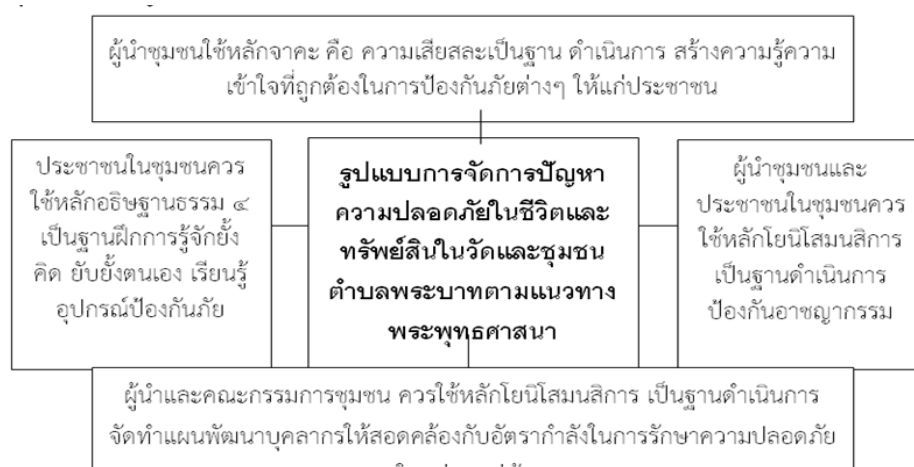 ผู้นำชุมชนใช้หลักจาคะ คือ ความเสียสละเป็นฐาน ดำเนินการ สร้างความรู้ความ
เข้าใจที่ถูกต้องในการป้องกันภัยต่างๆ ให้แก่ประชาชน
ประชาชนในชุมชนควร
ใช้หลักอธิษฐานธรรม ๔
เป็นฐานฝึกการรู้จักยั้ง
คิด ยับยั้งตนเอง เรียนรู้
อุปกรณ์ป้องกันภัย
รูปแบบการจัดการปัญหา
ความปลอดภัยในชีวิตและ
ทรัพย์สินในวัดและชุมชน
ตำบลพระบาทตามแนวทาง
พระพุทธศาสนา
ผู้นำชุมชนและ
ประชาชนในชุมชนควร
ใช้หลักโยนิโสมนสิการ
เป็นฐานดำเนินการ
ป้องกันอาชญากรรม
ผู้นำและคณะกรรมการชุมชน ควรใช้หลักโยนิโสมนสิการ เป็นฐานดำเนินการ
จัดทำแผนพัฒนาบุคลากรให้สอดคล้องกับอัตรากำลังในการรักษาความปลอดภัย